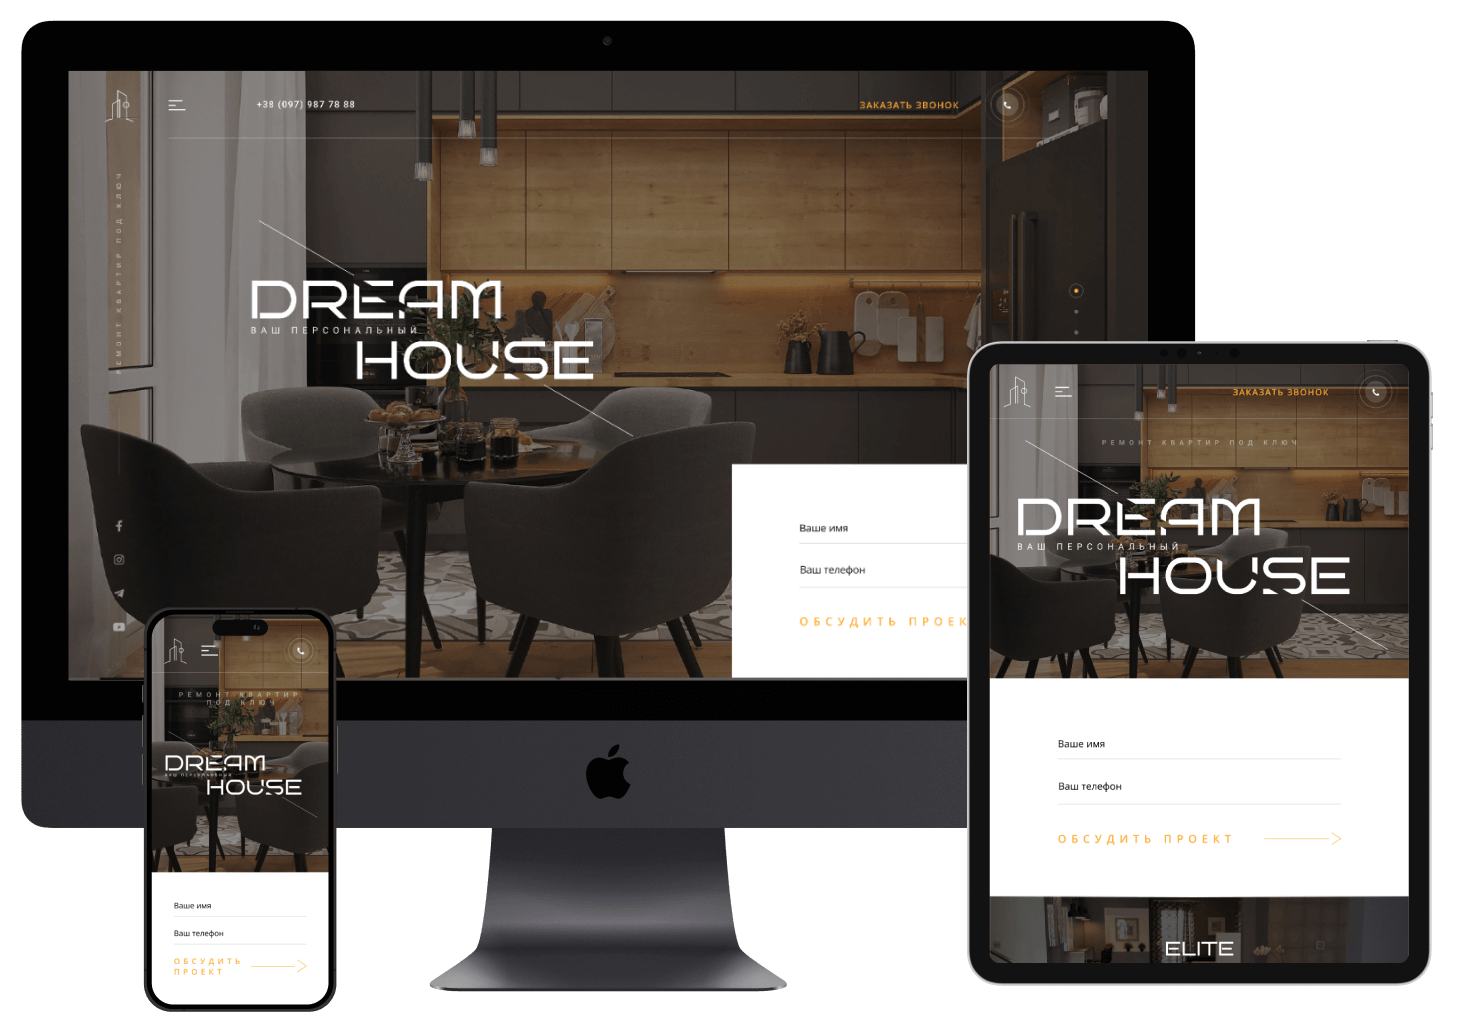 +38 (097) 987 78 88
ЗАКАЗАТЬ ЗВОНОК
РЕМОНТ КВАРТИР ПОД КЛЮЧ
DREAM
ВАШ ПЕРСОНАЛЬНЫЙ
HOUSE
Ваше имя
Ваш телефон
ОБСУДИТЬ ПРОЕК
ЗАКАЗАТЬ ЗВОНОК
РЕМОНТ КВАРТИР ПОД КЛЮЧ
DREAM
ВАШ ПЕРСОНАЛЬНЫЙ
HOUSE
Ваше имя
Ваш телефон
ОБСУДИТЬ ПРОЕКТ
ELITE
РЕМОНТ КВАРТИР
ПОД КЛЮЧ
DREAM
ВАШ ПЕРСОНАЛЬНЫЙ
HOUSE
Ваше имя
Ваш телефон
ОБСУДИТЬ
ПРОЕКТ